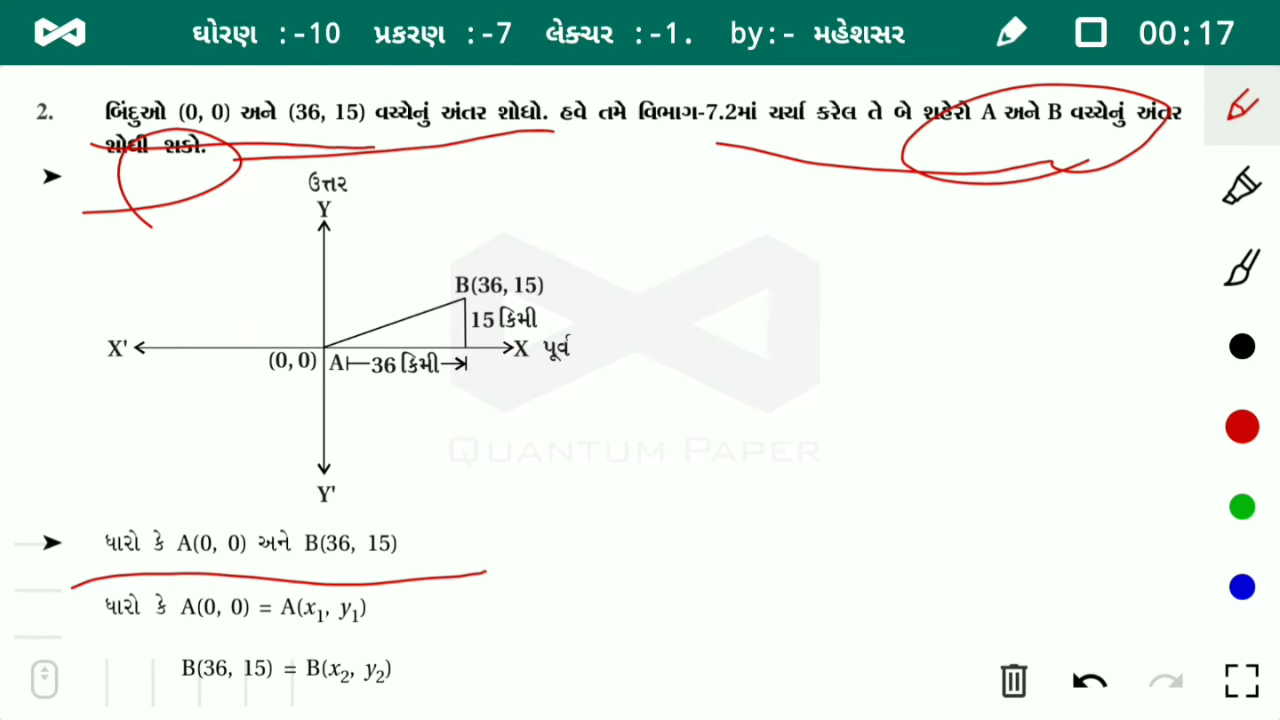 ધોરણ :-10 પ્રકરણ :-7 લેક્ચર :-1. by:- મહેશસર
00:17
2. બિંદુઓ (0, 0) અને (36, 15) વચ્ચેનું અંતર શોધો. હવે તમે વિભાગ-7.2માં ચર્ચા કરેલ તે બે શહેરો A અને B વચ્ચેનું અંતર
શોધી શકો.
➤
ઉત્તર
Y
B(36, 15)
15 કિમી
X'
X પૂર્વ
(0, 0) A 36 કિમી
QUANTUM PAPER
Y'
➤ ધારો કે A(0, 0) અને B(36, 15)
ધારો કે A(0, 0) = A(x₁, y₁)
B(36, 15) = B(x₂, y₂)